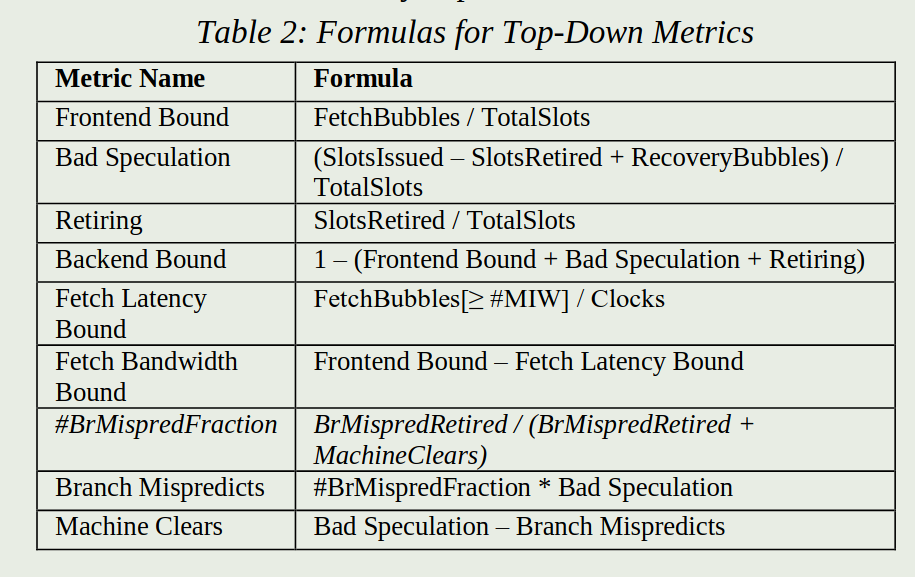 Table 2: Formulas for Top-Down Metrics
Metric Name Formula
Frontend Bound FetchBubbles / TotalSlots
Bad Speculation (SlotsIssued – SlotsRetired + RecoveryBubbles) /
TotalSlots
Retiring SlotsRetired / TotalSlots
Backend Bound 1 – (Frontend Bound + Bad Speculation + Retiring)
Fetch Latency FetchBubbles[≥ #MIW] / Clocks
Bound
Fetch Bandwidth Frontend Bound – Fetch Latency Bound
Bound
#BrMispredFraction BrMispredRetired / (BrMispredRetired +
MachineClears)
Branch Mispredicts #BrMispredFraction * Bad Speculation
Machine Clears Bad Speculation – Branch Mispredicts